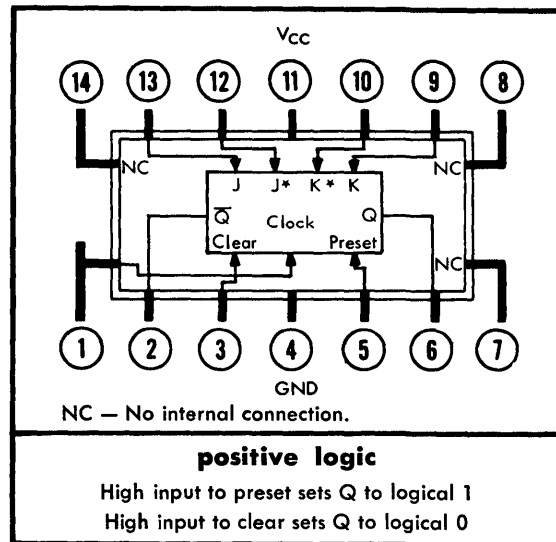 VCC
14 13 12 11 10 9 8
NC NC
J J* K* K
Q̅ Clock Q
Clear Preset
NC
1 2 3 4 5 6 7
GND
NC — No internal connection.
positive logic
High input to preset sets Q to logical 1
High input to clear sets Q to logical 0